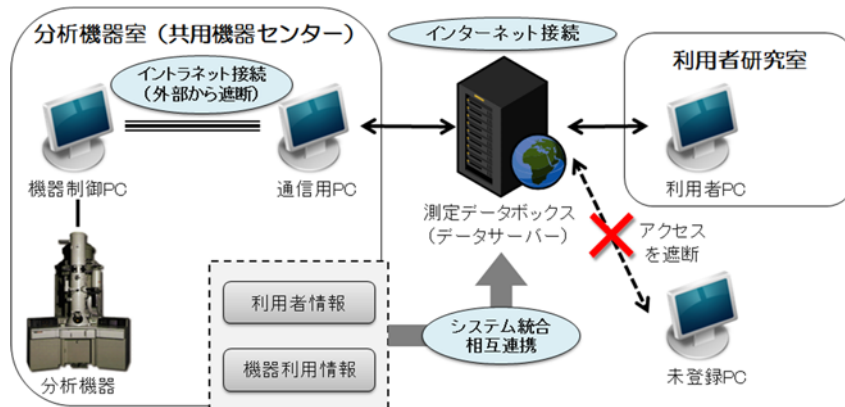 分析機器室（共用機器センター）
インターネット接続
利用者研究室
イントラネット接続
（外部から遮断）
機器制御PC
通信用PC
測定データボックス
（データサーバー）
利用者PC
アクセス
を遮断
利用者情報
機器利用情報
システム統合
相互連携
分析機器
未登録PC